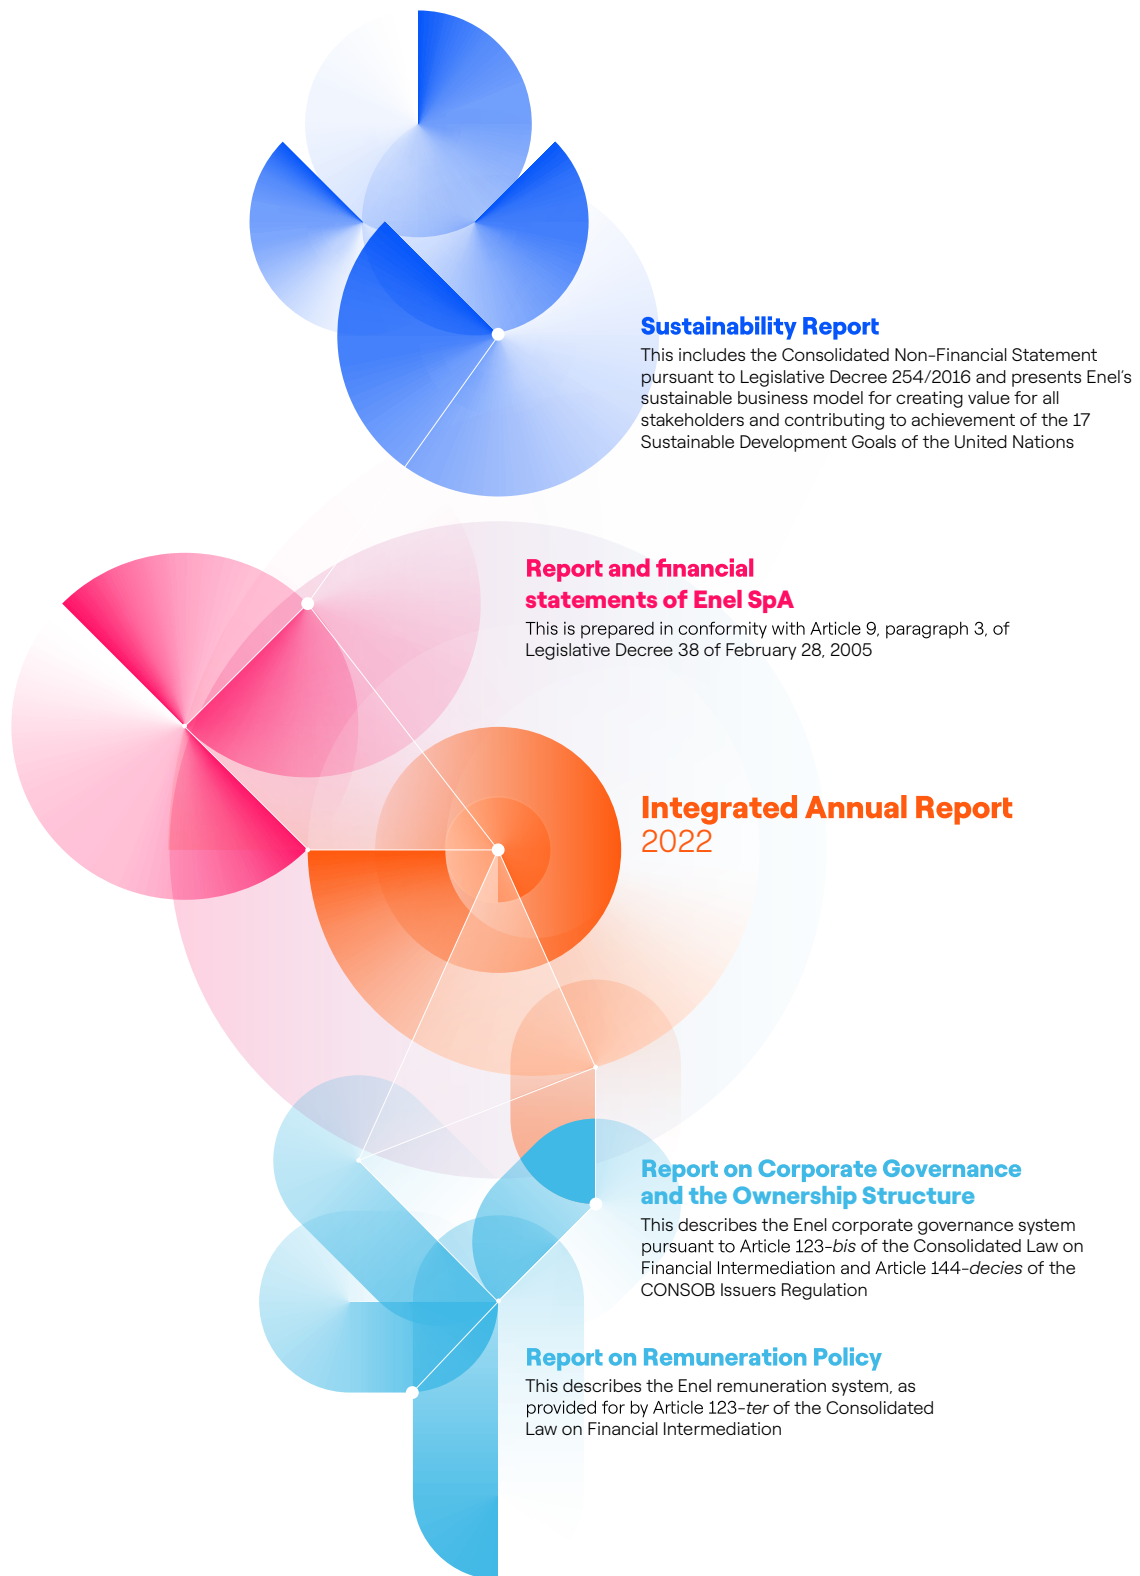 Sustainability Report
This includes the Consolidated Non-Financial Statement
pursuant to Legislative Decree 254/2016 and presents Enel's
sustainable business model for creating value for all
stakeholders and contributing to achievement of the 17
Sustainable Development Goals of the United Nations
Report and financial
statements of Enel SpA
This is prepared in conformity with Article 9, paragraph 3, of
Legislative Decree 38 of February 28, 2005
Integrated Annual Report
2022
Report on Corporate Governance
and the Ownership Structure
This describes the Enel corporate governance system
pursuant to Article 123-bis of the Consolidated Law on
Financial Intermediation and Article 144-decies of the
CONSOB Issuers Regulation
Report on Remuneration Policy
This describes the Enel remuneration system, as
provided for by Article 123-ter of the Consolidated
Law on Financial Intermediation